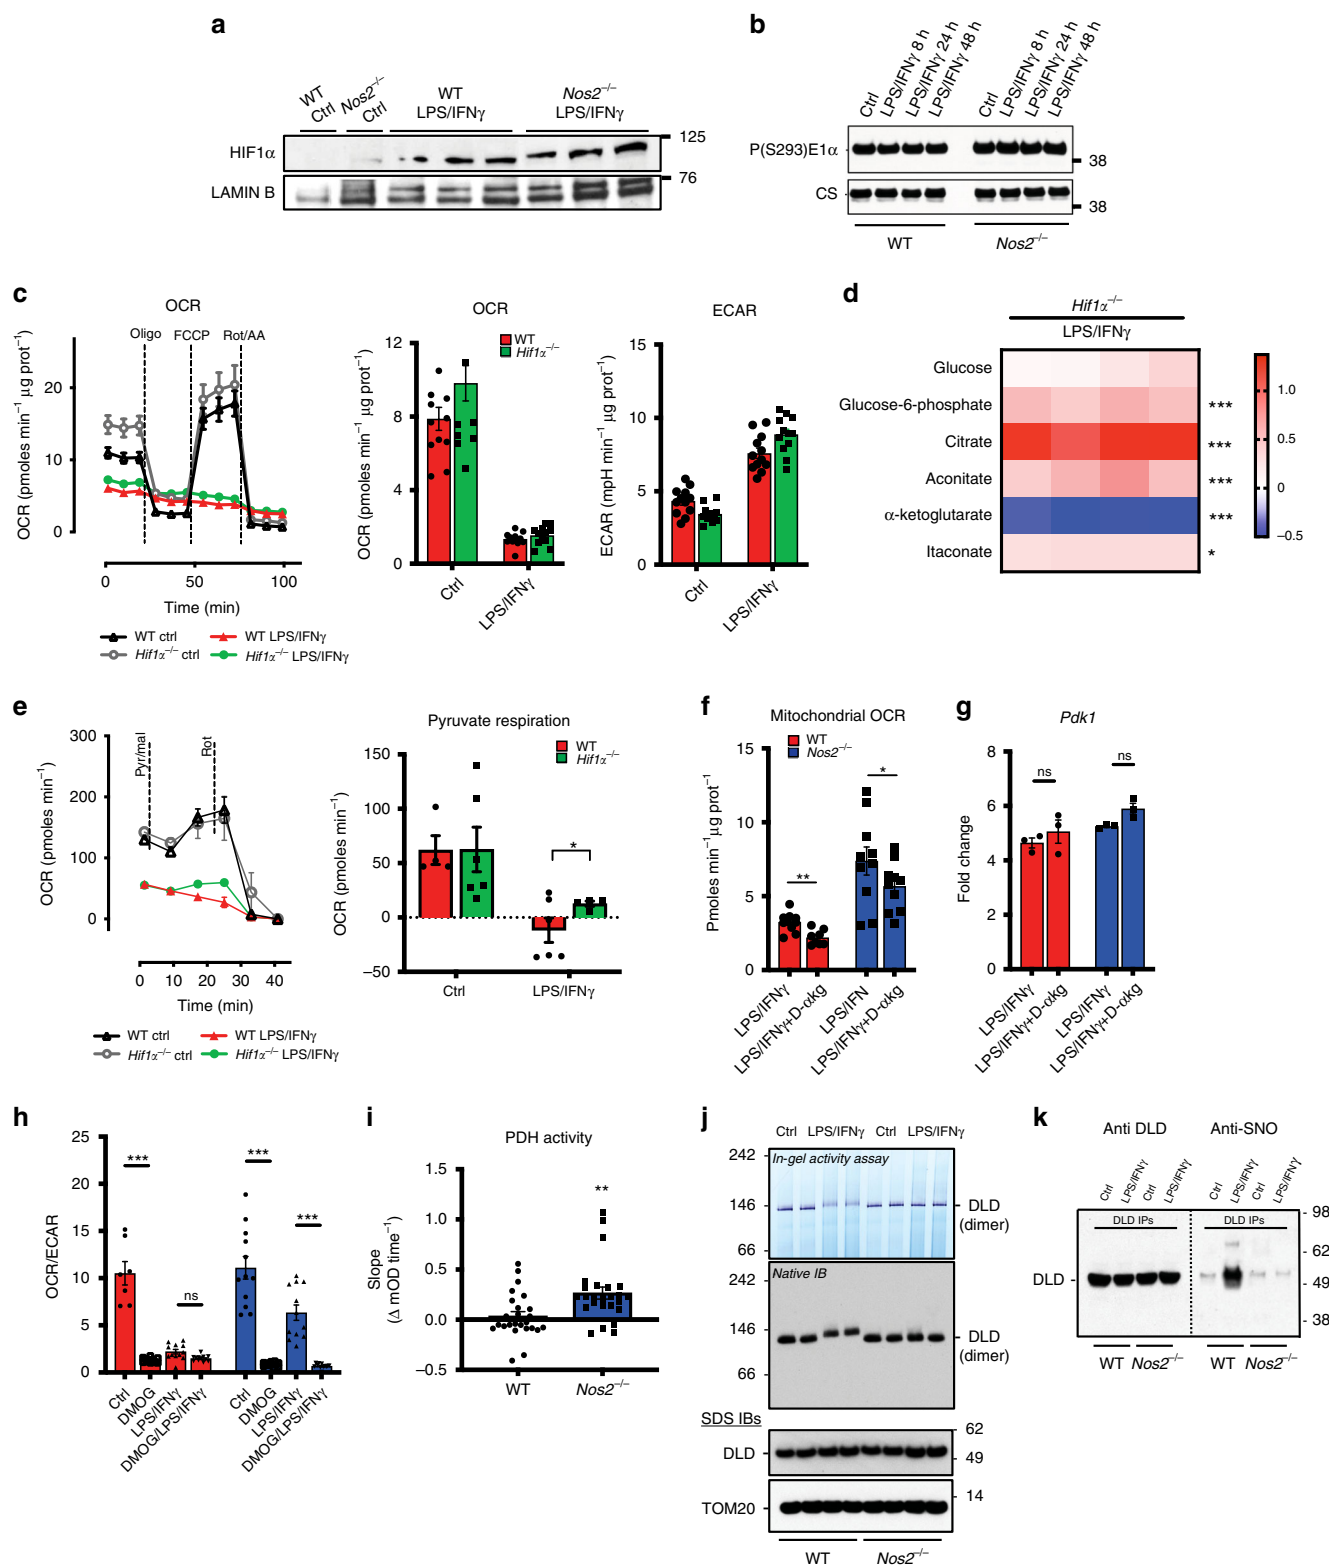 a
WT Ctrl
Nos2–/– Ctrl
WT LPS/IFNγ
Nos2–/– LPS/IFNγ
HIF1α
LAMIN B
125
76
b
Ctrl
LPS/IFNγ 8 h
LPS/IFNγ 24 h
LPS/IFNγ 48 h
Ctrl
LPS/IFNγ 8 h
LPS/IFNγ 24 h
LPS/IFNγ 48 h
P(S293)E1α
38
CS
38
WT
Nos2–/–
c
OCR
Oligo
FCCP
Rot/AA
OCR (pmoles min–1 μg prot–1)
20
10
0
0
50
100
Time (min)
WT ctrl
WT LPS/IFNγ
Hif1α–/– ctrl
Hif1α–/– LPS/IFNγ
OCR
WT
Hif1α–/–
OCR (pmoles min–1 μg prot–1)
12
8
4
0
Ctrl
LPS/IFNγ
ECAR
ECAR (mpH min–1 μg prot–1)
15
10
5
0
Ctrl
LPS/IFNγ
d
Hif1α–/–
LPS/IFNγ
Glucose
Glucose-6-phosphate
***
Citrate
***
Aconitate
***
α-ketoglutarate
***
Itaconate
*
1.0
0.5
0
–0.5
e
Pyr/mal
Rot
OCR (pmoles min–1)
300
200
100
0
0
10
20
30
40
Time (min)
WT ctrl
WT LPS/IFNγ
Hif1α–/– ctrl
Hif1α–/– LPS/IFNγ
Pyruvate respiration
WT
Hif1α–/–
OCR (pmoles min–1)
150
100
50
0
–50
*
Ctrl
LPS/IFNγ
f
Mitochondrial OCR
WT
Nos2–/–
Pmoles min–1μg prot–1
15
10
5
0
**
*
LPS/IFNγ
LPS/IFNγ+D-αkg
LPS/IFN
LPS/IFNγ+D-αkg
g
Pdk1
Fold change
8
6
4
2
0
ns
ns
LPS/IFNγ
LPS/IFNγ+D-αkg
LPS/IFNγ
LPS/IFNγ+D-αkg
h
OCR/ECAR
25
20
15
10
5
0
***
ns
***
***
Ctrl
DMOG
LPS/IFNγ
DMOG/LPS/IFNγ
Ctrl
DMOG
LPS/IFNγ
DMOG/LPS/IFNγ
i
PDH activity
Slope
(Δ mOD time–1)
1.5
1.0
0.5
0.0
–0.5
**
WT
Nos2–/–
j
Ctrl LPS/IFNγ Ctrl LPS/IFNγ
In-gel activity assay
242
146
66
DLD
(dimer)
Native IB
242
146
66
DLD
(dimer)
SDS IBs
DLD
62
49
TOM20
14
WT
Nos2–/–
k
Anti DLD
Anti-SNO
Ctrl
LPS/IFNγ
Ctrl
LPS/IFNγ
Ctrl
LPS/IFNγ
Ctrl
LPS/IFNγ
DLD IPs
DLD IPs
DLD
98
62
49
38
WT
Nos2–/–
WT
Nos2–/–